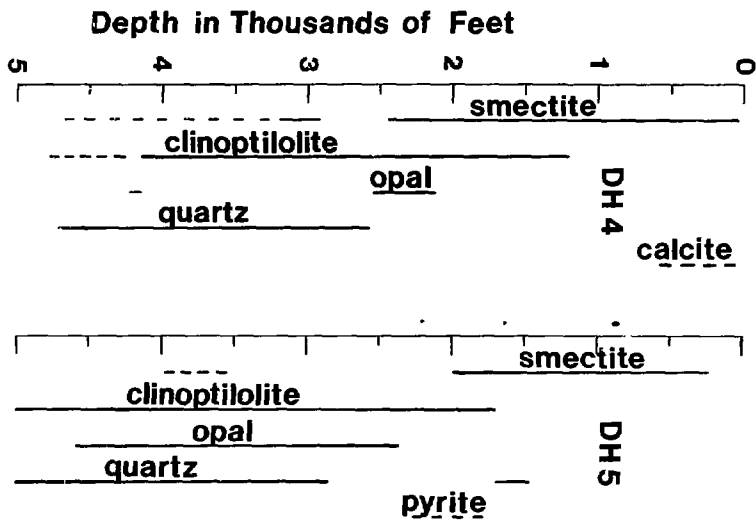 Depth in Thousands of Feet
5 4 3 2 1 0
smectite
clinoptilolite
opal
quartz
DH 4
calcite
smectite
clinoptilolite
opal
quartz
DH 5
pyrite